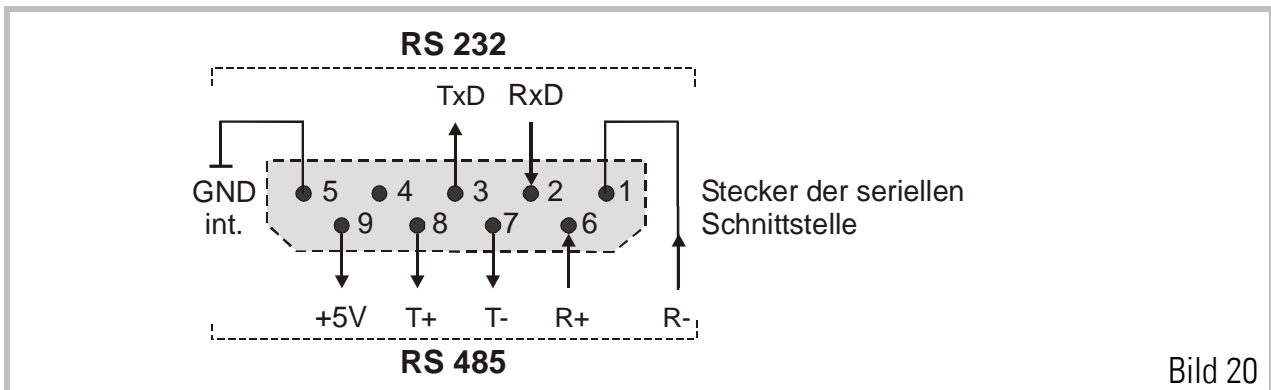 RS 232
TxD RxD
GND int.
5 4 3 2 1
9 8 7 6
Stecker der seriellen
Schnittstelle
+5V T+ T- R+ R-
RS 485
Bild 20